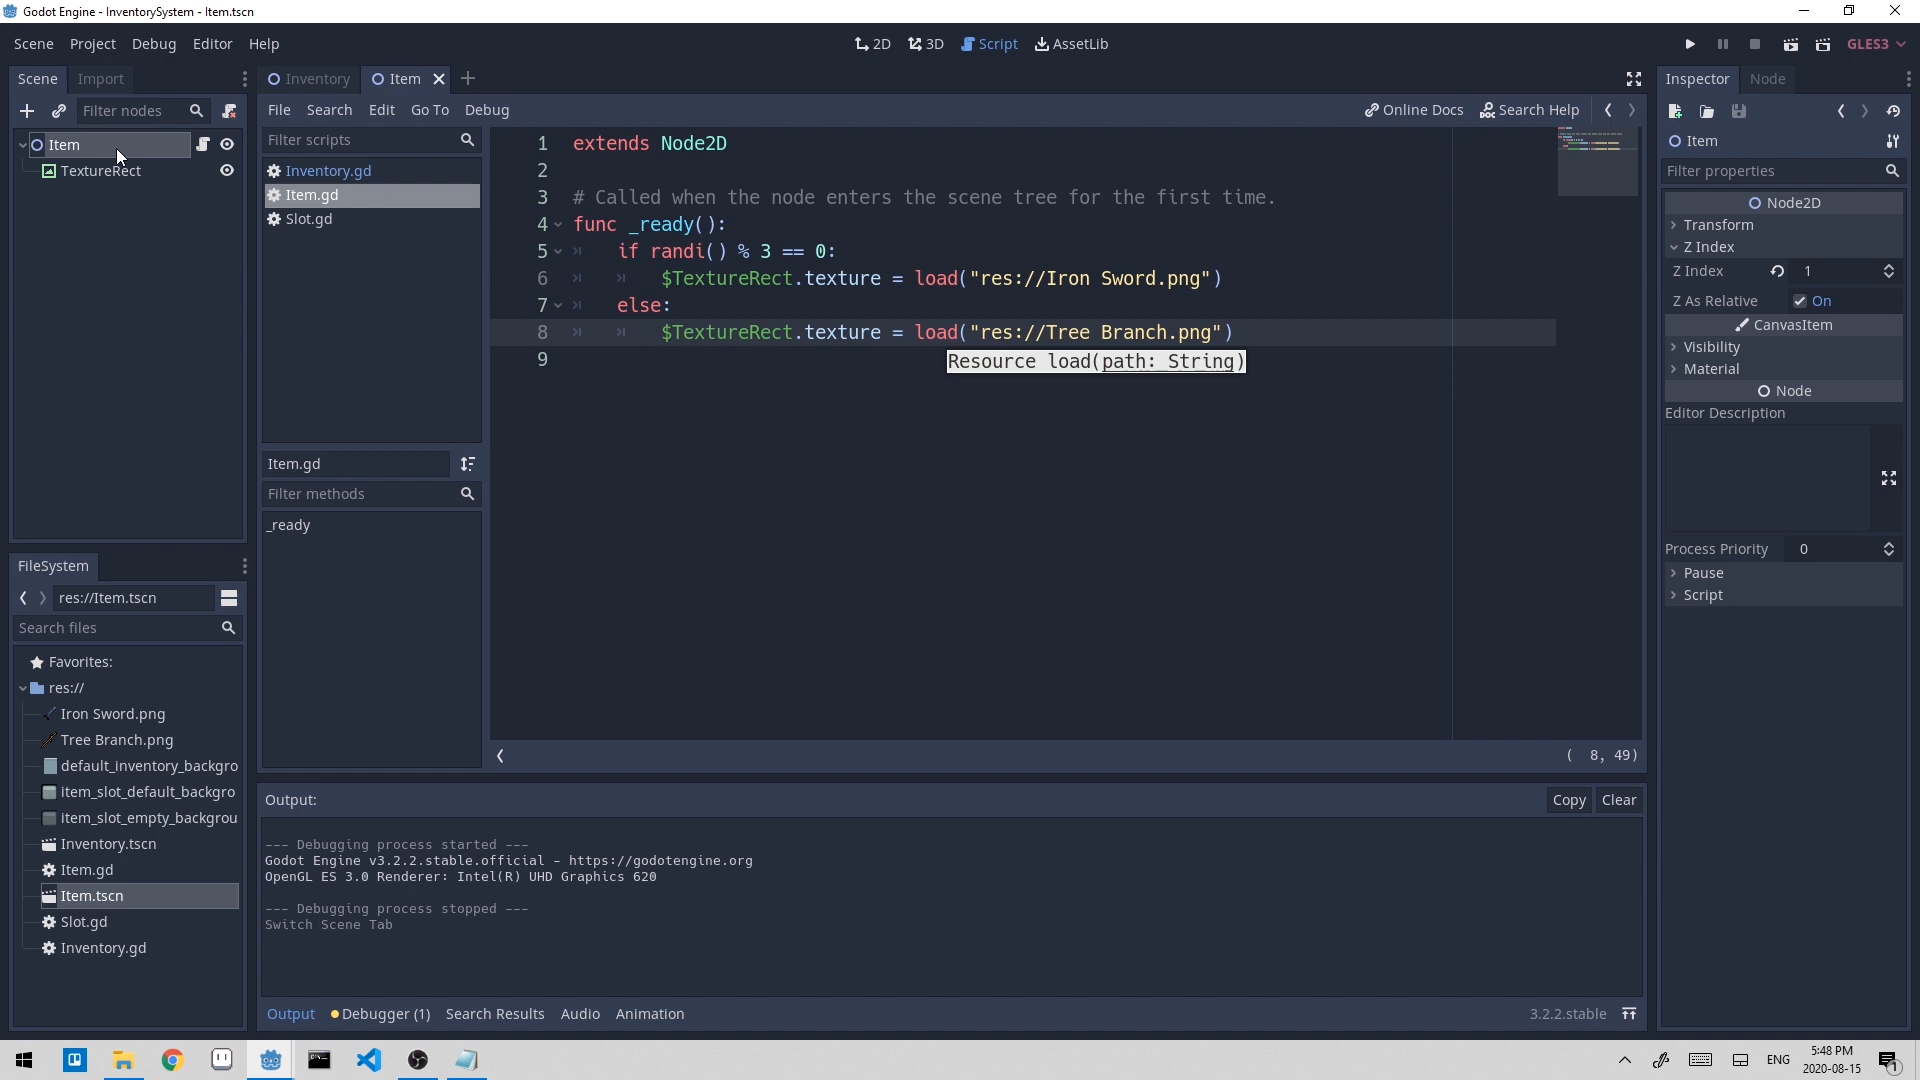 Godot Engine - InventorySystem - Item.tscn
Scene Project Debug Editor Help
2D 3D Script AssetLib
GLES3
Scene Import
Filter nodes
Item
TextureRect
Inventory Item
File Search Edit Go To Debug
Online Docs Search Help
Filter scripts
Inventory.gd
Item.gd
Slot.gd
Item.gd
Filter methods
_ready
1 extends Node2D
2
3 # Called when the node enters the scene tree for the first time.
4 func _ready():
5 if randi() % 3 == 0:
6 $TextureRect.texture = load("res://Iron Sword.png")
7 else:
8 $TextureRect.texture = load("res://Tree Branch.png")
Resource load(path: String)
9
( 8, 49)
FileSystem
res://Item.tscn
Search files
Favorites:
res://
Iron Sword.png
Tree Branch.png
default_inventory_backgro
item_slot_default_backgro
item_slot_empty_backgrou
Inventory.tscn
Item.gd
Item.tscn
Slot.gd
Inventory.gd
Output:
Copy Clear
--- Debugging process started ---
Godot Engine v3.2.2.stable.official - https://godotengine.org
OpenGL ES 3.0 Renderer: Intel(R) UHD Graphics 620
--- Debugging process stopped ---
Switch Scene Tab
Output Debugger (1) Search Results Audio Animation
3.2.2.stable
Inspector Node
Item
Filter properties
Node2D
Transform
Z Index
Z Index 1
Z As Relative On
CanvasItem
Visibility
Material
Node
Editor Description
Process Priority 0
Pause
Script
ENG
5:48 PM
2020-08-15
1